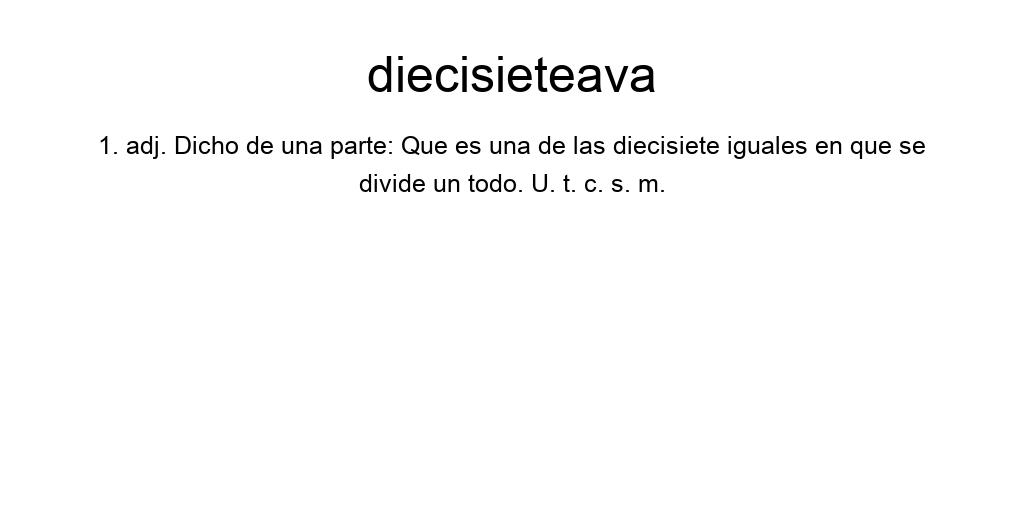 diecisieteava
1. adj. Dicho de una parte: Que es una de las diecisiete iguales en que se
divide un todo. U. t. c. s. m.